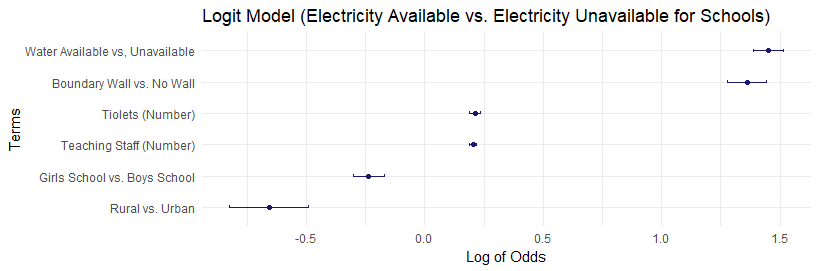 Logit Model (Electricity Available vs. Electricity Unavailable for Schools)
Water Available vs, Unavailable
Boundary Wall vs. No Wall
Tiolets (Number)
Teaching Staff (Number)
Girls School vs. Boys School
Rural vs. Urban
Terms
-0.5 0.0 0.5 1.0 1.5
Log of Odds